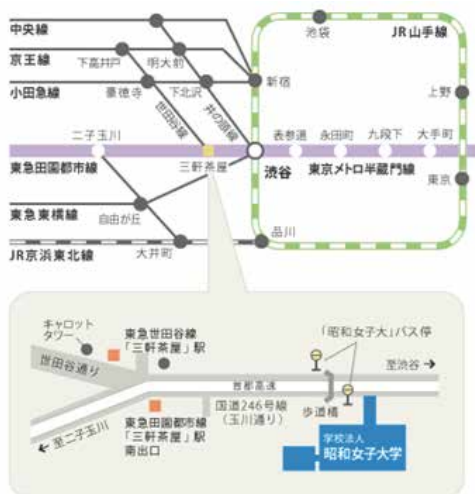 中央線
京王線
小田急線
下高井戸
明大前
豪徳寺
下北沢
世田谷線
井の頭線
池袋
JR山手線
新宿
上野
二子玉川
三軒茶屋
渋谷
表参道
永田町
九段下
大手町
東急田園都市線
東京メトロ半蔵門線
東京
東急東横線
自由が丘
JR京浜東北線
大井町
品川
キャロット
タワー
東急世田谷線
「三軒茶屋」駅
「昭和女子大」バス停
世田谷通り
至渋谷
首都高速
国道246号線
(玉川通り)
歩道橋
至二子玉川
東急田園都市線
「三軒茶屋」駅
南出口
学校法人
昭和女子大学